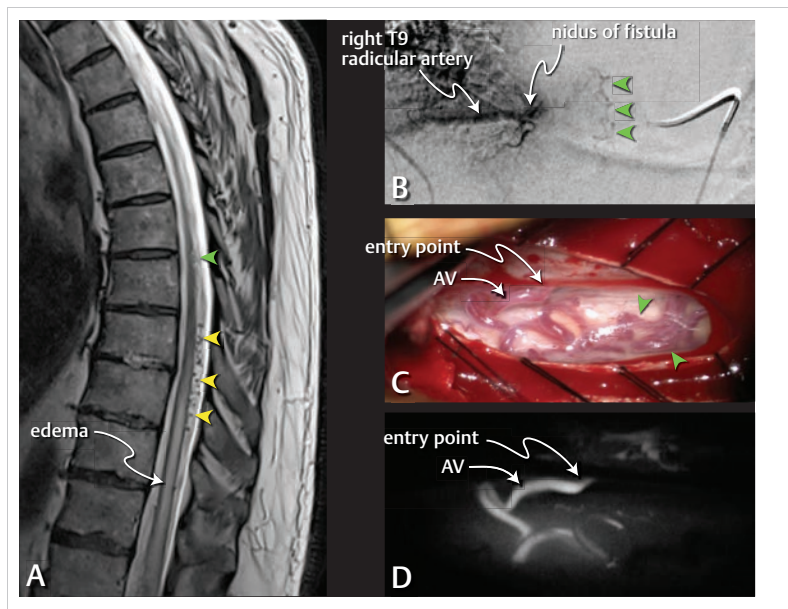 right T9
radicular artery
nidus of fistula
B
entry point
AV
C
edema
A
entry point
AV
D